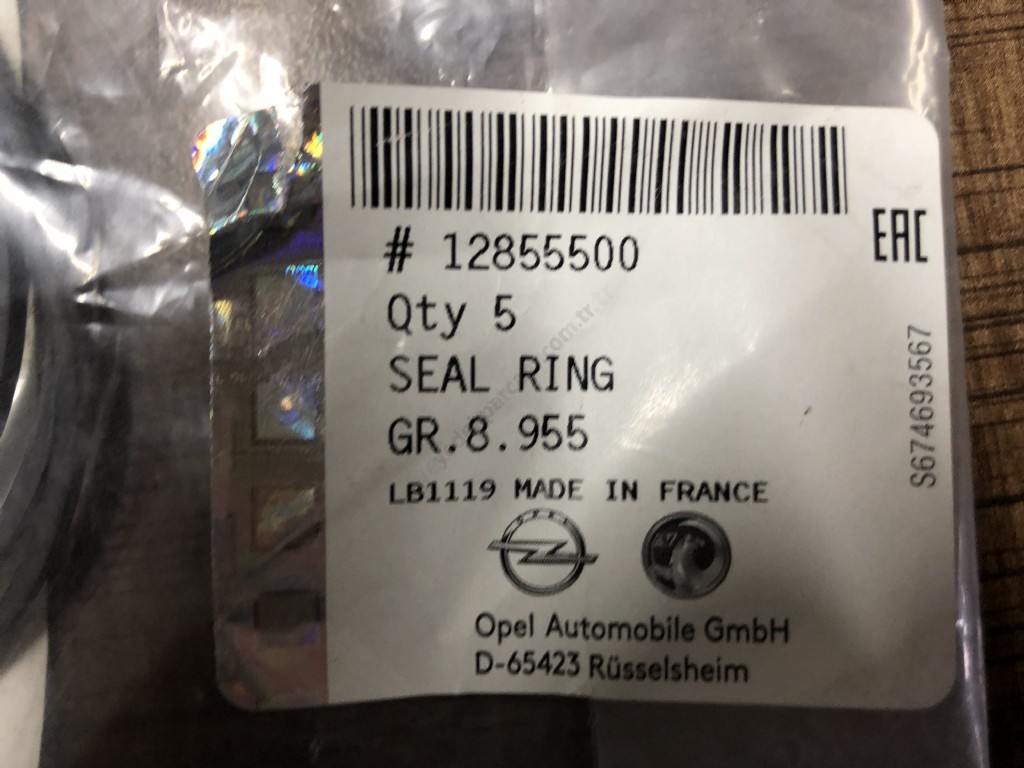 # 12855500
EAC
Qty 5
SEAL RING
GR.8.955
LB1119 MADE IN FRANCE
S674693567
OPEL
Opel Automobile GmbH
D-65423 Rüsselsheim